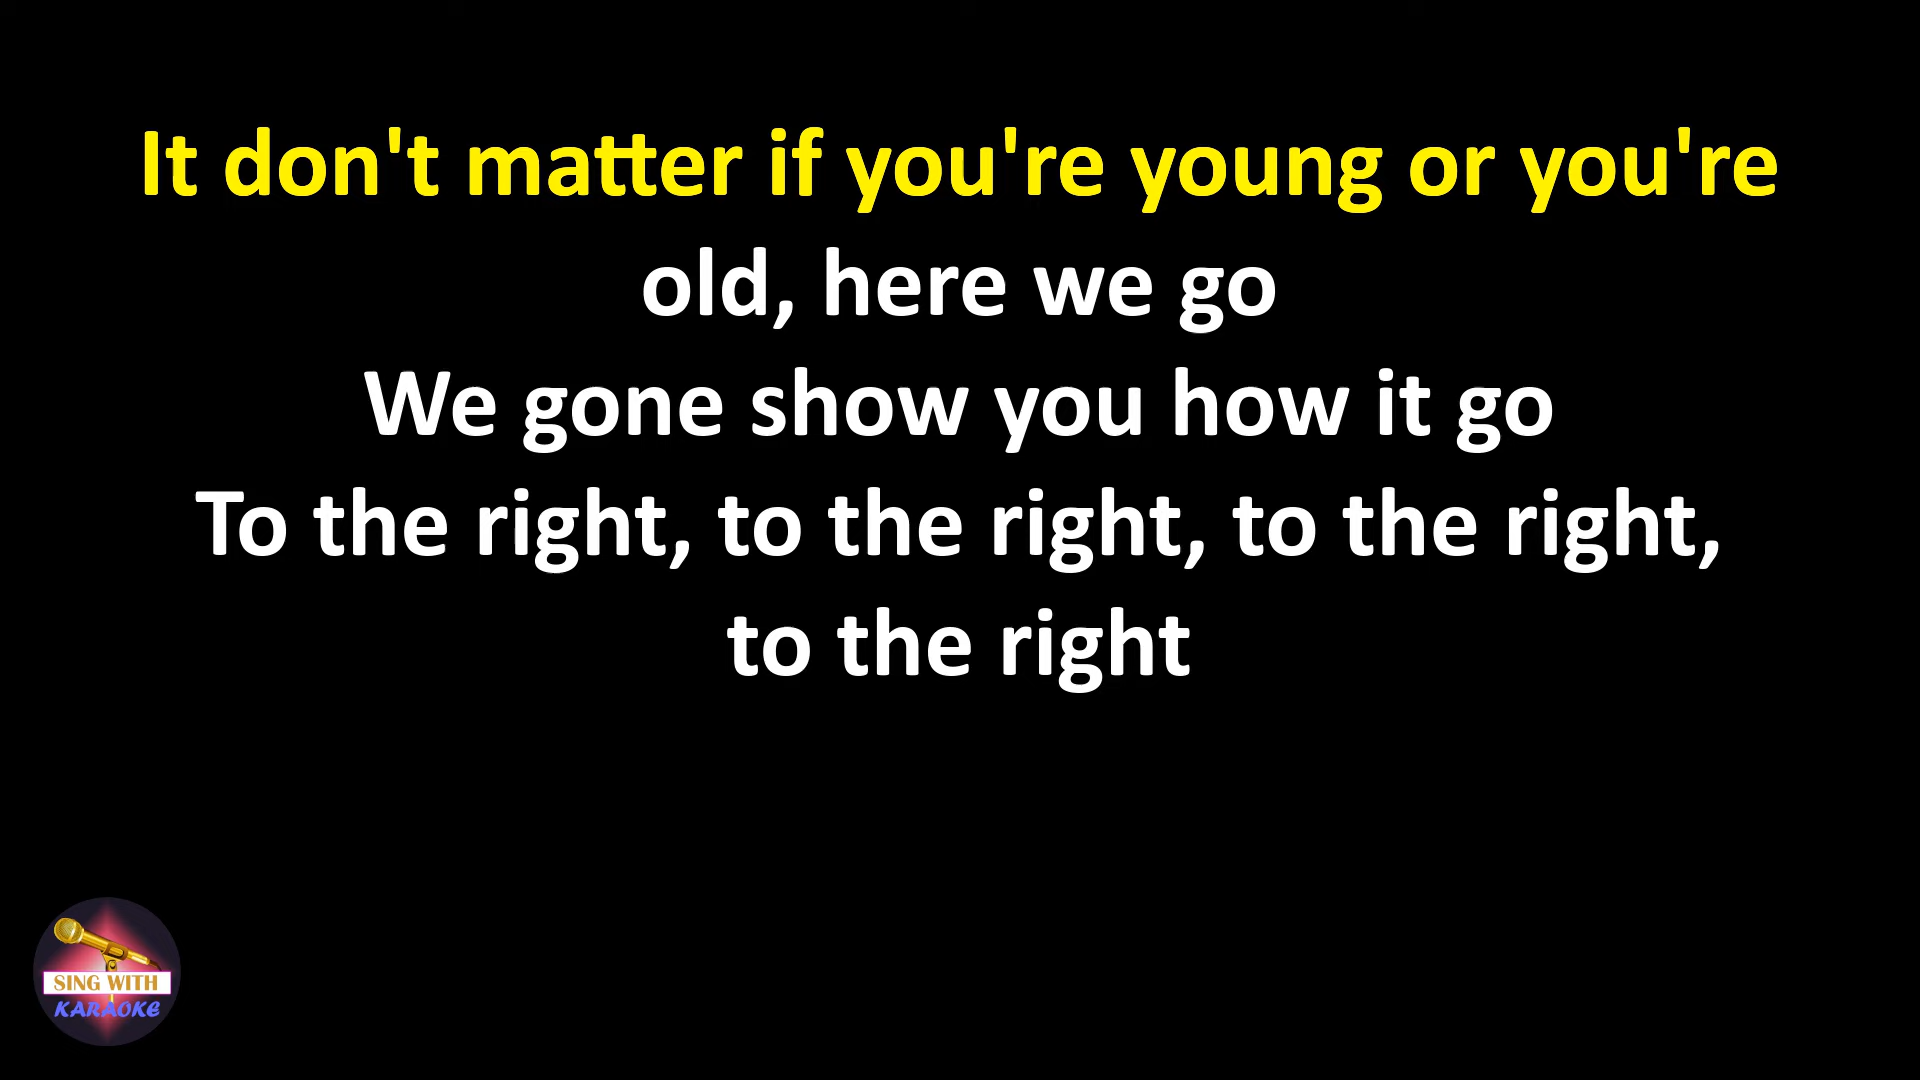 It don't matter if you're young or you're
old, here we go
We gone show you how it go
To the right, to the right, to the right,
to the right
SING WITH
KARAOKE